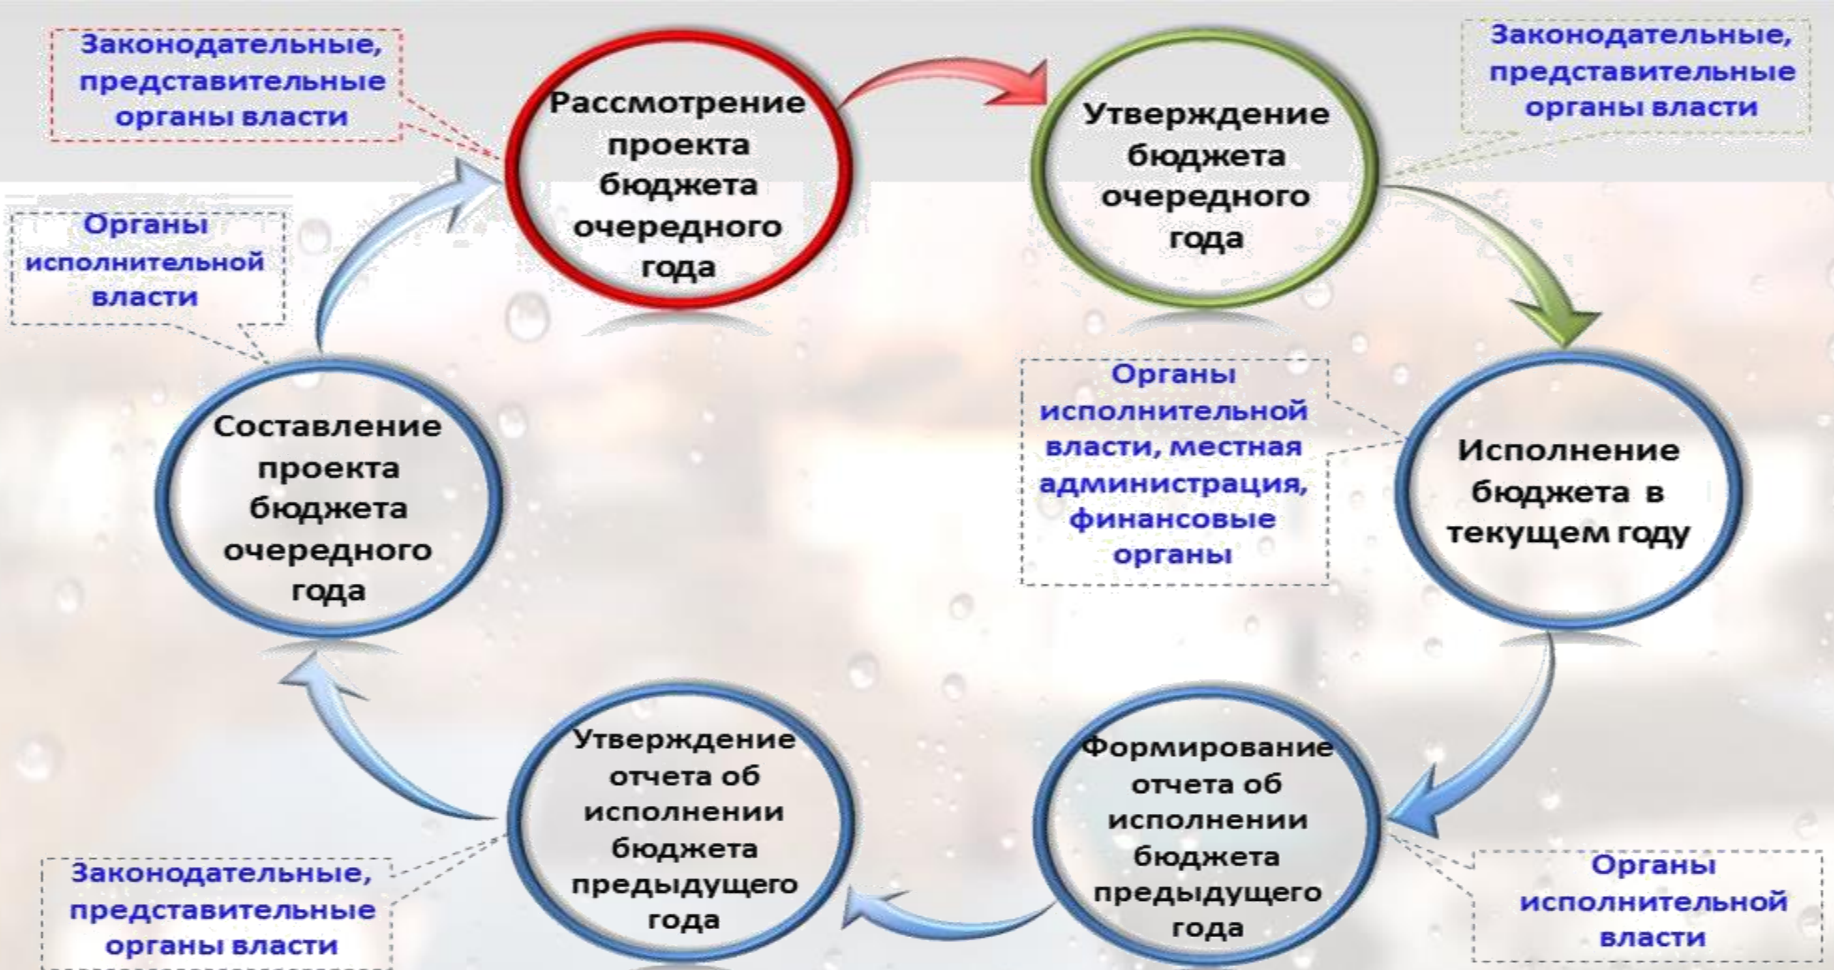 Законодательные,
представительные
органы власти
Рассмотрение
проекта
бюджета
очередного
года
Утверждение
бюджета
очередного
года
Законодательные,
представительные
органы власти
Органы
исполнительной
власти
Составление
проекта
бюджета
очередного
года
Органы
исполнительной
власти, местная
администрация,
финансовые
органы
Исполнение
бюджета в
текущем году
Законодательные,
представительные
органы власти
Утверждение
отчета об
исполнении
бюджета
предыдущего
года
Формирование
отчета об
исполнении
бюджета
предыдущего
года
Органы
исполнительной
власти